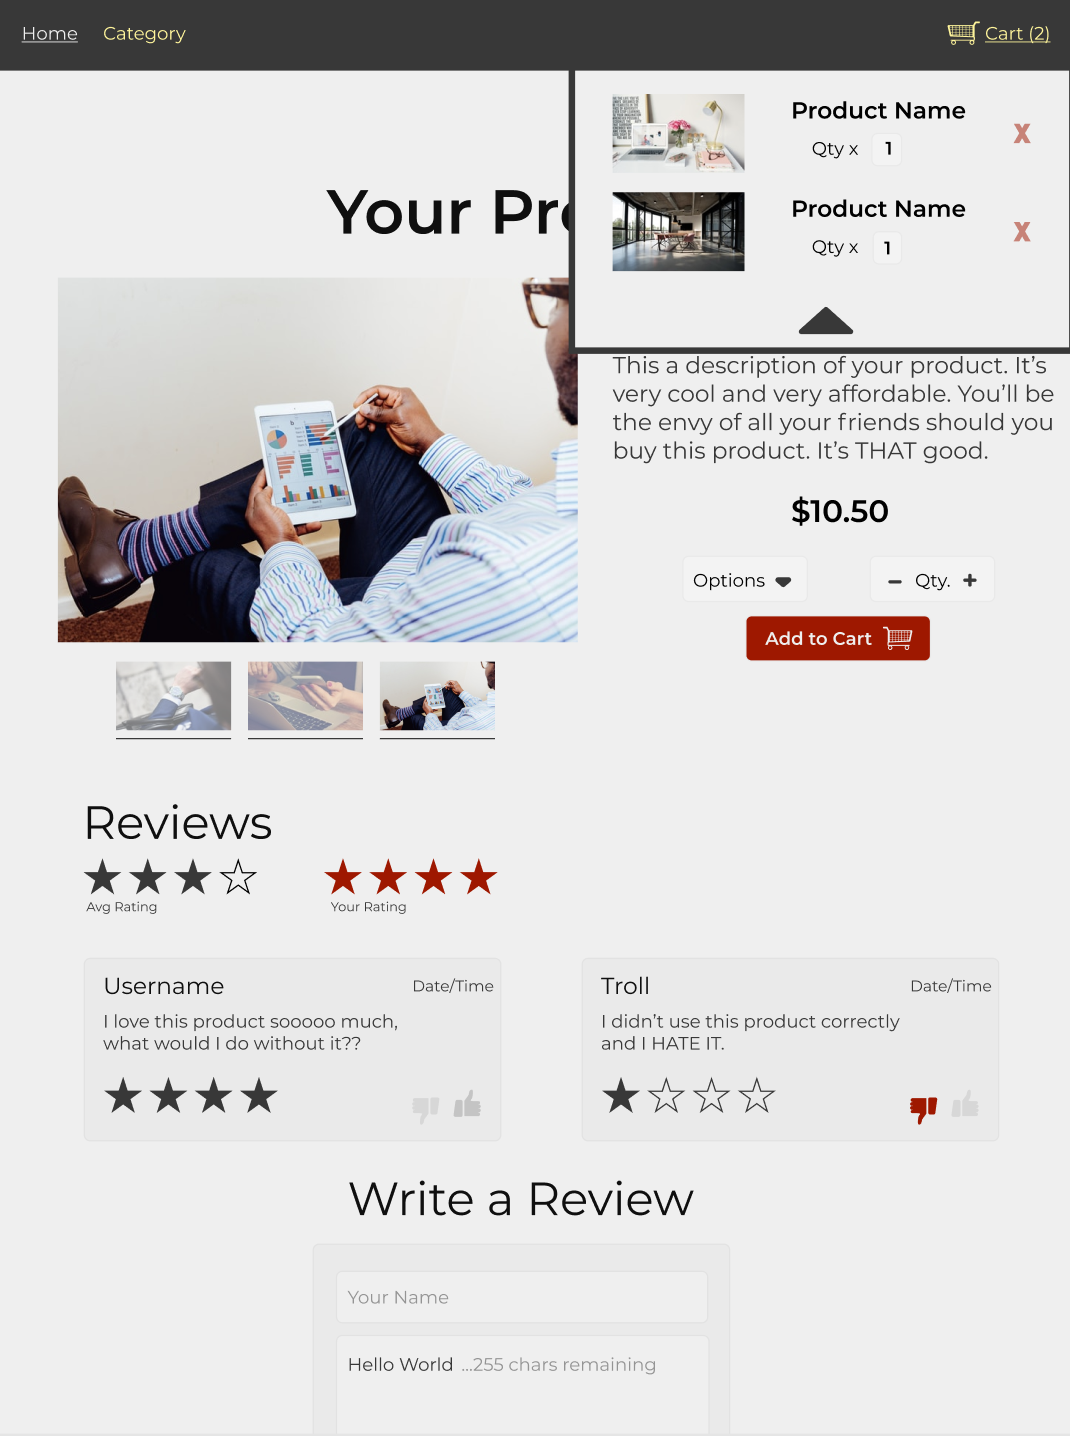 Home
Category
Cart (2)
Product Name
Qty x 1
X
Product Name
Qty x 1
X
Your Pro
This a description of your product. It's
very cool and very affordable. You'll be
the envy of all your friends should you
buy this product. It's THAT good.
$10.50
Options
Qty.
Add to Cart
Reviews
Avg Rating
Your Rating
Username
Date/Time
I love this product sooooo much,
what would I do without it??
Troll
Date/Time
I didn't use this product correctly
and I HATE IT.
Write a Review
Your Name
Hello World ...255 chars remaining